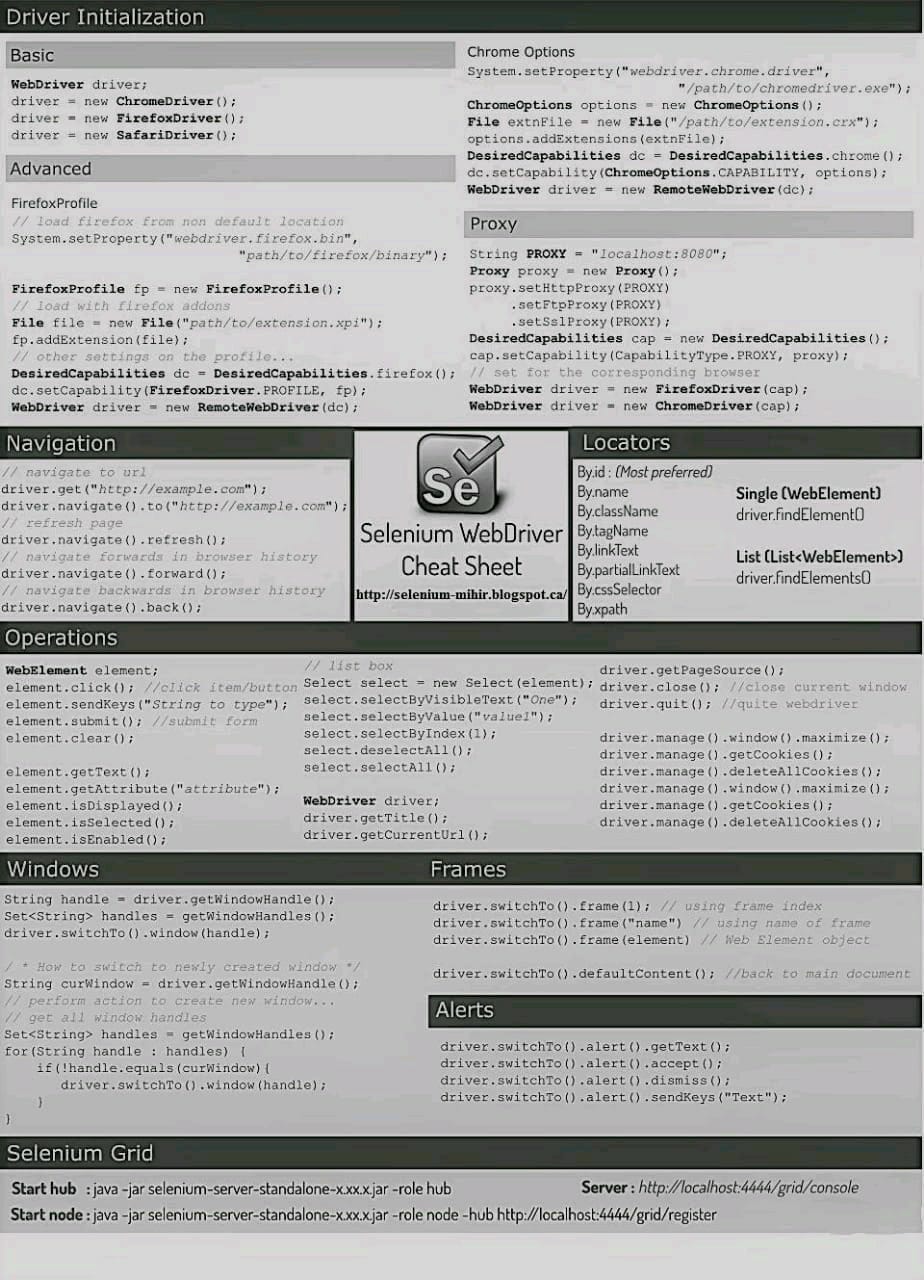 Driver Initialization
Basic
WebDriver driver;
driver = new ChromeDriver();
driver = new FirefoxDriver();
driver = new SafariDriver();
Advanced
FirefoxProfile
// load firefox from non default location
System.setProperty("webdriver.firefox.bin",
"path/to/firefox/binary");
FirefoxProfile fp = new FirefoxProfile();
// load with firefox addons
File file = new File("path/to/extension.xpi");
fp.addExtension(file);
// other settings on the profile...
DesiredCapabilities dc = DesiredCapabilities.firefox();
dc.setCapability(FirefoxDriver.PROFILE, fp);
WebDriver driver = new RemoteWebDriver(dc);
Chrome Options
System.setProperty("webdriver.chrome.driver",
"/path/to/chromedriver.exe");
ChromeOptions options = new ChromeOptions();
File extnFile = new File("/path/to/extension.crx");
options.addExtensions(extnFile);
DesiredCapabilities dc = DesiredCapabilities.chrome();
dc.setCapability(ChromeOptions.CAPABILITY, options);
WebDriver driver = new RemoteWebDriver(dc);
Proxy
String PROXY = "localhost:8080";
Proxy proxy = new Proxy();
proxy.setHttpProxy(PROXY)
.setFtpProxy(PROXY)
.setSslProxy(PROXY);
DesiredCapabilities cap = new DesiredCapabilities();
cap.setCapability(CapabilityType.PROXY, proxy);
// set for the corresponding browser
WebDriver driver = new FirefoxDriver(cap);
WebDriver driver = new ChromeDriver(cap);
Navigation
// navigate to url
driver.get("http://example.com");
driver.navigate().to("http://example.com");
// refresh page
driver.navigate().refresh();
// navigate forwards in browser history
driver.navigate().forward();
// navigate backwards in browser history
driver.navigate().back();
Se
Selenium WebDriver
Cheat Sheet
http://selenium-mihir.blogspot.ca/
Locators
By.id : (Most preferred)
By.name
By.className
By.tagName
By.linkText
By.partialLinkText
By.cssSelector
By.xpath
Single (WebElement)
driver.findElement()
List (List<WebElement>)
driver.findElements()
Operations
WebElement element;
element.click(); //click item/button
element.sendKeys("String to type");
element.submit(); //submit form
element.clear();
element.getText();
element.getAttribute("attribute");
element.isDisplayed();
element.isSelected();
element.isEnabled();
// list box
Select select = new Select(element);
select.selectByVisibleText("One");
select.selectByValue("value1");
select.selectByIndex(1);
select.deselectAll();
select.selectAll();
WebDriver driver;
driver.getTitle();
driver.getCurrentUrl();
driver.getPageSource();
driver.close(); //close current window
driver.quit(); //quite webdriver
driver.manage().window().maximize();
driver.manage().getCookies();
driver.manage().deleteAllCookies();
driver.manage().window().maximize();
driver.manage().getCookies();
driver.manage().deleteAllCookies();
Windows
String handle = driver.getWindowHandle();
Set<String> handles = getWindowHandles();
driver.switchTo().window(handle);
/ * How to switch to newly created window */
String curWindow = driver.getWindowHandle();
// perform action to create new window...
// get all window handles
Set<String> handles = getWindowHandles();
for(String handle : handles) {
if(!handle.equals(curWindow){
driver.switchTo().window(handle);
}
}
Frames
driver.switchTo().frame(1); // using frame index
driver.switchTo().frame("name") // using name of frame
driver.switchTo().frame(element) // Web Element object
driver.switchTo().defaultContent(); //back to main document
Alerts
driver.switchTo().alert().getText();
driver.switchTo().alert().accept();
driver.switchTo().alert().dismiss();
driver.switchTo().alert().sendKeys("Text");
Selenium Grid
Start hub : java -jar selenium-server-standalone-x.xx.x.jar -role hub
Server : http://localhost:4444/grid/console
Start node : java -jar selenium-server-standalone-x.xx.x.jar -role node -hub http://localhost:4444/grid/register